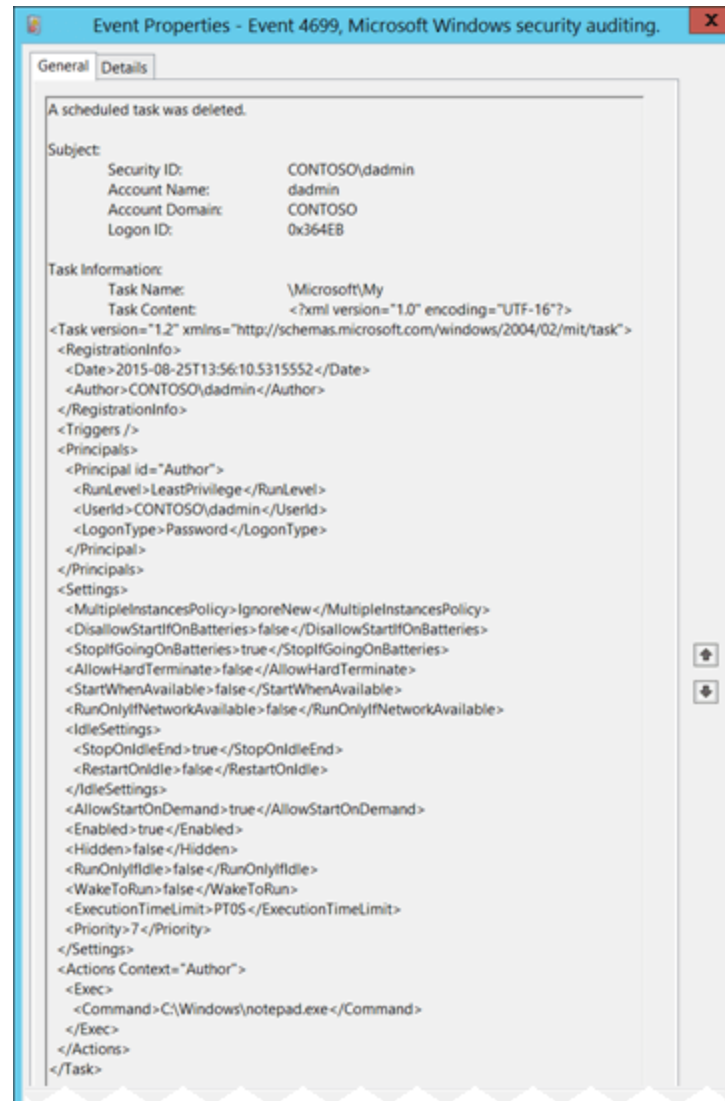 Event Properties - Event 4699, Microsoft Windows security auditing.
x
General Details
A scheduled task was deleted.
Subject:
Security ID: CONTOSO\dadmin
Account Name: dadmin
Account Domain: CONTOSO
Logon ID: 0x364EB
Task Information:
Task Name: \Microsoft\My
Task Content: <?xml version="1.0" encoding="UTF-16"?>
<Task version="1.2" xmlns="http://schemas.microsoft.com/windows/2004/02/mit/task">
<RegistrationInfo>
<Date>2015-08-25T13:56:10.5315552</Date>
<Author>CONTOSO\dadmin</Author>
</RegistrationInfo>
<Triggers />
<Principals>
<Principal id="Author">
<RunLevel>LeastPrivilege</RunLevel>
<UserId>CONTOSO\dadmin</UserId>
<LogonType>Password</LogonType>
</Principal>
</Principals>
<Settings>
<MultipleInstancesPolicy>IgnoreNew</MultipleInstancesPolicy>
<DisallowStartIfOnBatteries>false</DisallowStartIfOnBatteries>
<StopIfGoingOnBatteries>true</StopIfGoingOnBatteries>
<AllowHardTerminate>false</AllowHardTerminate>
<StartWhenAvailable>false</StartWhenAvailable>
<RunOnlyIfNetworkAvailable>false</RunOnlyIfNetworkAvailable>
<IdleSettings>
<StopOnIdleEnd>true</StopOnIdleEnd>
<RestartOnIdle>false</RestartOnIdle>
</IdleSettings>
<AllowStartOnDemand>true</AllowStartOnDemand>
<Enabled>true</Enabled>
<Hidden>false</Hidden>
<RunOnlyIfIdle>false</RunOnlyIfIdle>
<WakeToRun>false</WakeToRun>
<ExecutionTimeLimit>PT0S</ExecutionTimeLimit>
<Priority>7</Priority>
</Settings>
<Actions Context="Author">
<Exec>
<Command>C:\Windows\notepad.exe</Command>
</Exec>
</Actions>
</Task>